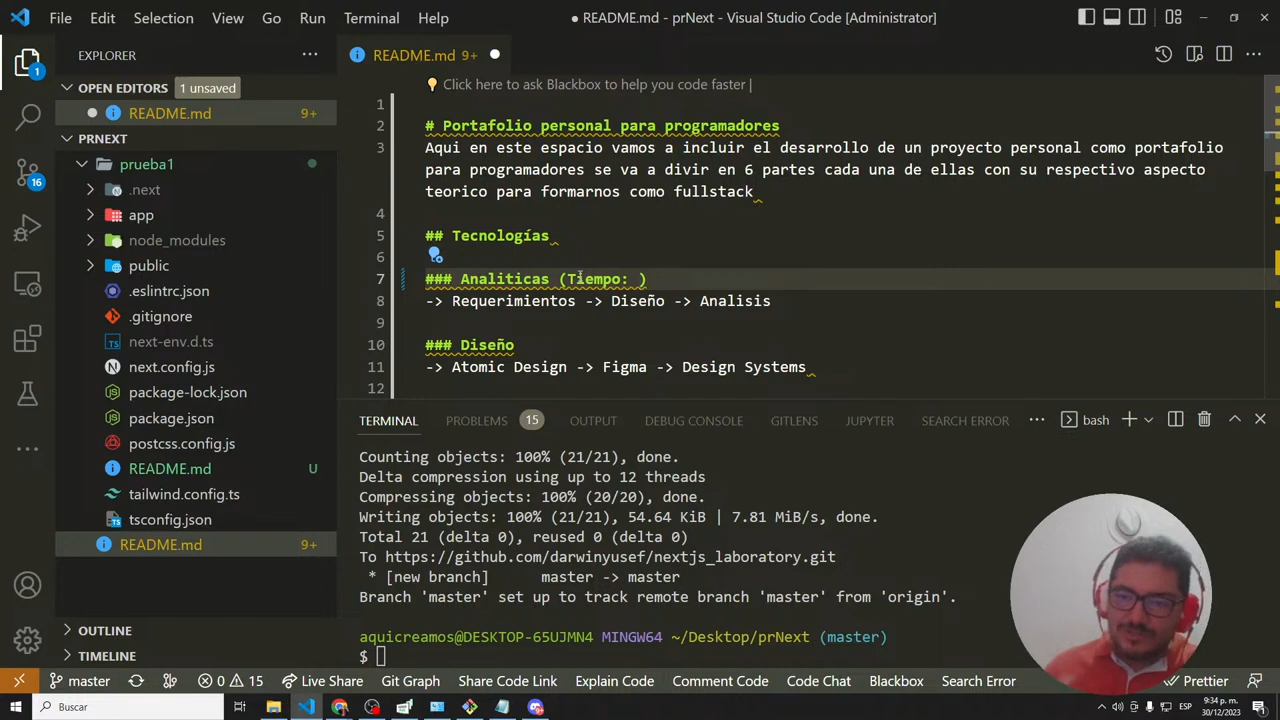 File Edit Selection View Go Run Terminal Help
● README.md - prNext - Visual Studio Code [Administrator]
EXPLORER
OPEN EDITORS 1 unsaved
README.md 9+
PRNEXT
prueba1
.next
app
node_modules
public
.eslintrc.json
.gitignore
next-env.d.ts
next.config.js
package-lock.json
package.json
postcss.config.js
README.md U
tailwind.config.ts
tsconfig.json
README.md 9+
OUTLINE
TIMELINE
1
16
README.md 9+
Click here to ask Blackbox to help you code faster |
1
2 # Portafolio personal para programadores
3 Aqui en este espacio vamos a incluir el desarrollo de un proyecto personal como portafolio
para programadores se va a divir en 6 partes cada una de ellas con su respectivo aspecto
teorico para formarnos como fullstack
4
5 ## Tecnologías
6
7 ### Analiticas (Tiempo: )
8 -> Requerimientos -> Diseño -> Analisis
9
10 ### Diseño
11 -> Atomic Design -> Figma -> Design Systems
12
TERMINAL PROBLEMS 15 OUTPUT DEBUG CONSOLE GITLENS JUPYTER SEARCH ERROR bash
Counting objects: 100% (21/21), done.
Delta compression using up to 12 threads
Compressing objects: 100% (20/20), done.
Writing objects: 100% (21/21), 54.64 KiB | 7.81 MiB/s, done.
Total 21 (delta 0), reused 0 (delta 0)
To https://github.com/darwinyusef/nextjs_laboratory.git
* [new branch] master -> master
Branch 'master' set up to track remote branch 'master' from 'origin'.
aquicreamos@DESKTOP-65UJMN4 MINGW64 ~/Desktop/prNext (master)
$
master 0 15 Live Share Git Graph Share Code Link Explain Code Comment Code Code Chat Blackbox Search Error Prettier
Buscar
ESP
9:34 p. m.
30/12/2023